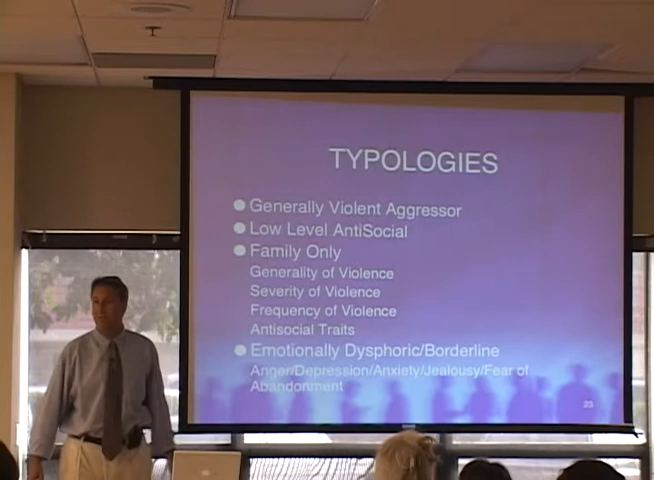 TYPOLOGIES
Generally Violent Aggressor
Low Level AntiSocial
Family Only
Generality of Violence
Severity of Violence
Frequency of Violence
Antisocial Traits
Emotionally Dysphoric/Borderline
Anger/Depression/Anxiety/Jealousy/Fear of
Abandonment
23